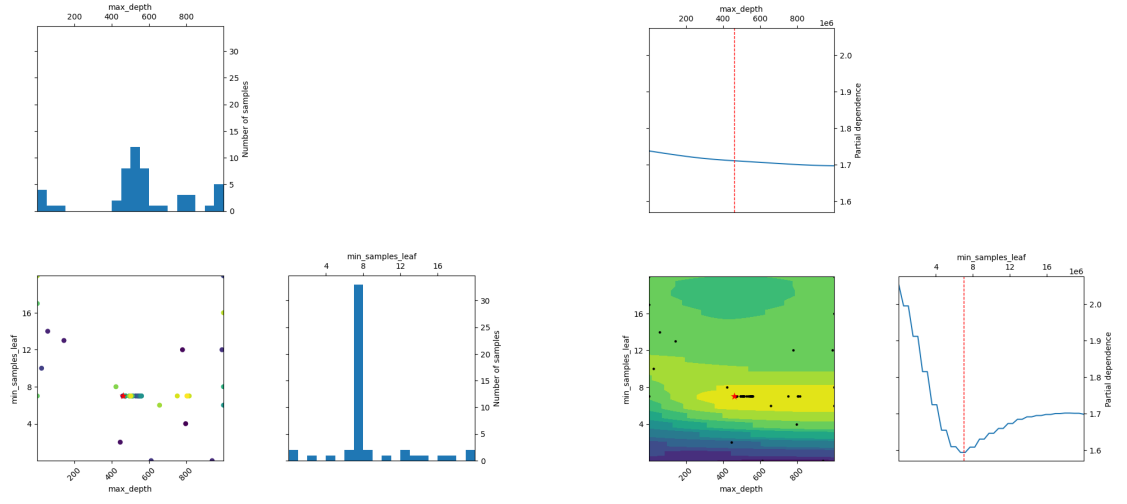 max_depth
200 400 600 800
30
25
20
15
10
5
0
Number of samples
max_depth
200 400 600 800
1e6
2.0
1.9
1.8
1.7
1.6
Partial dependence
min_samples_leaf
16
12
8
4
200 400 600 800
max_depth
min_samples_leaf
4 8 12 16
30
25
20
15
10
5
0
Number of samples
min_samples_leaf
16
12
8
4
200 400 600 800
max_depth
min_samples_leaf
4 8 12 16
1e6
2.0
1.9
1.8
1.7
1.6
Partial dependence